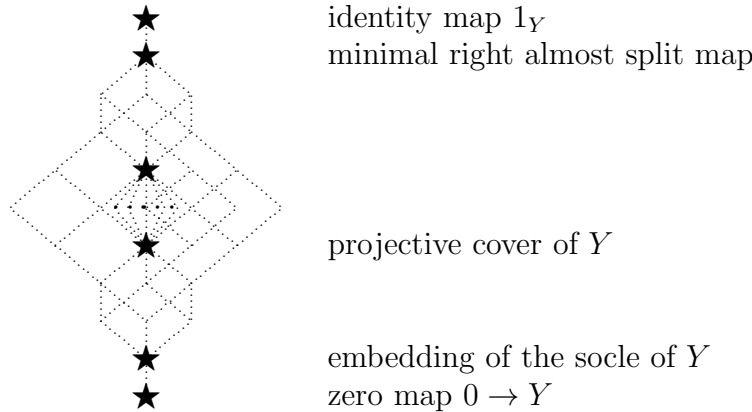 identity map 1_Y
minimal right almost split map
projective cover of Y
embedding of the socle of Y
zero map 0 → Y